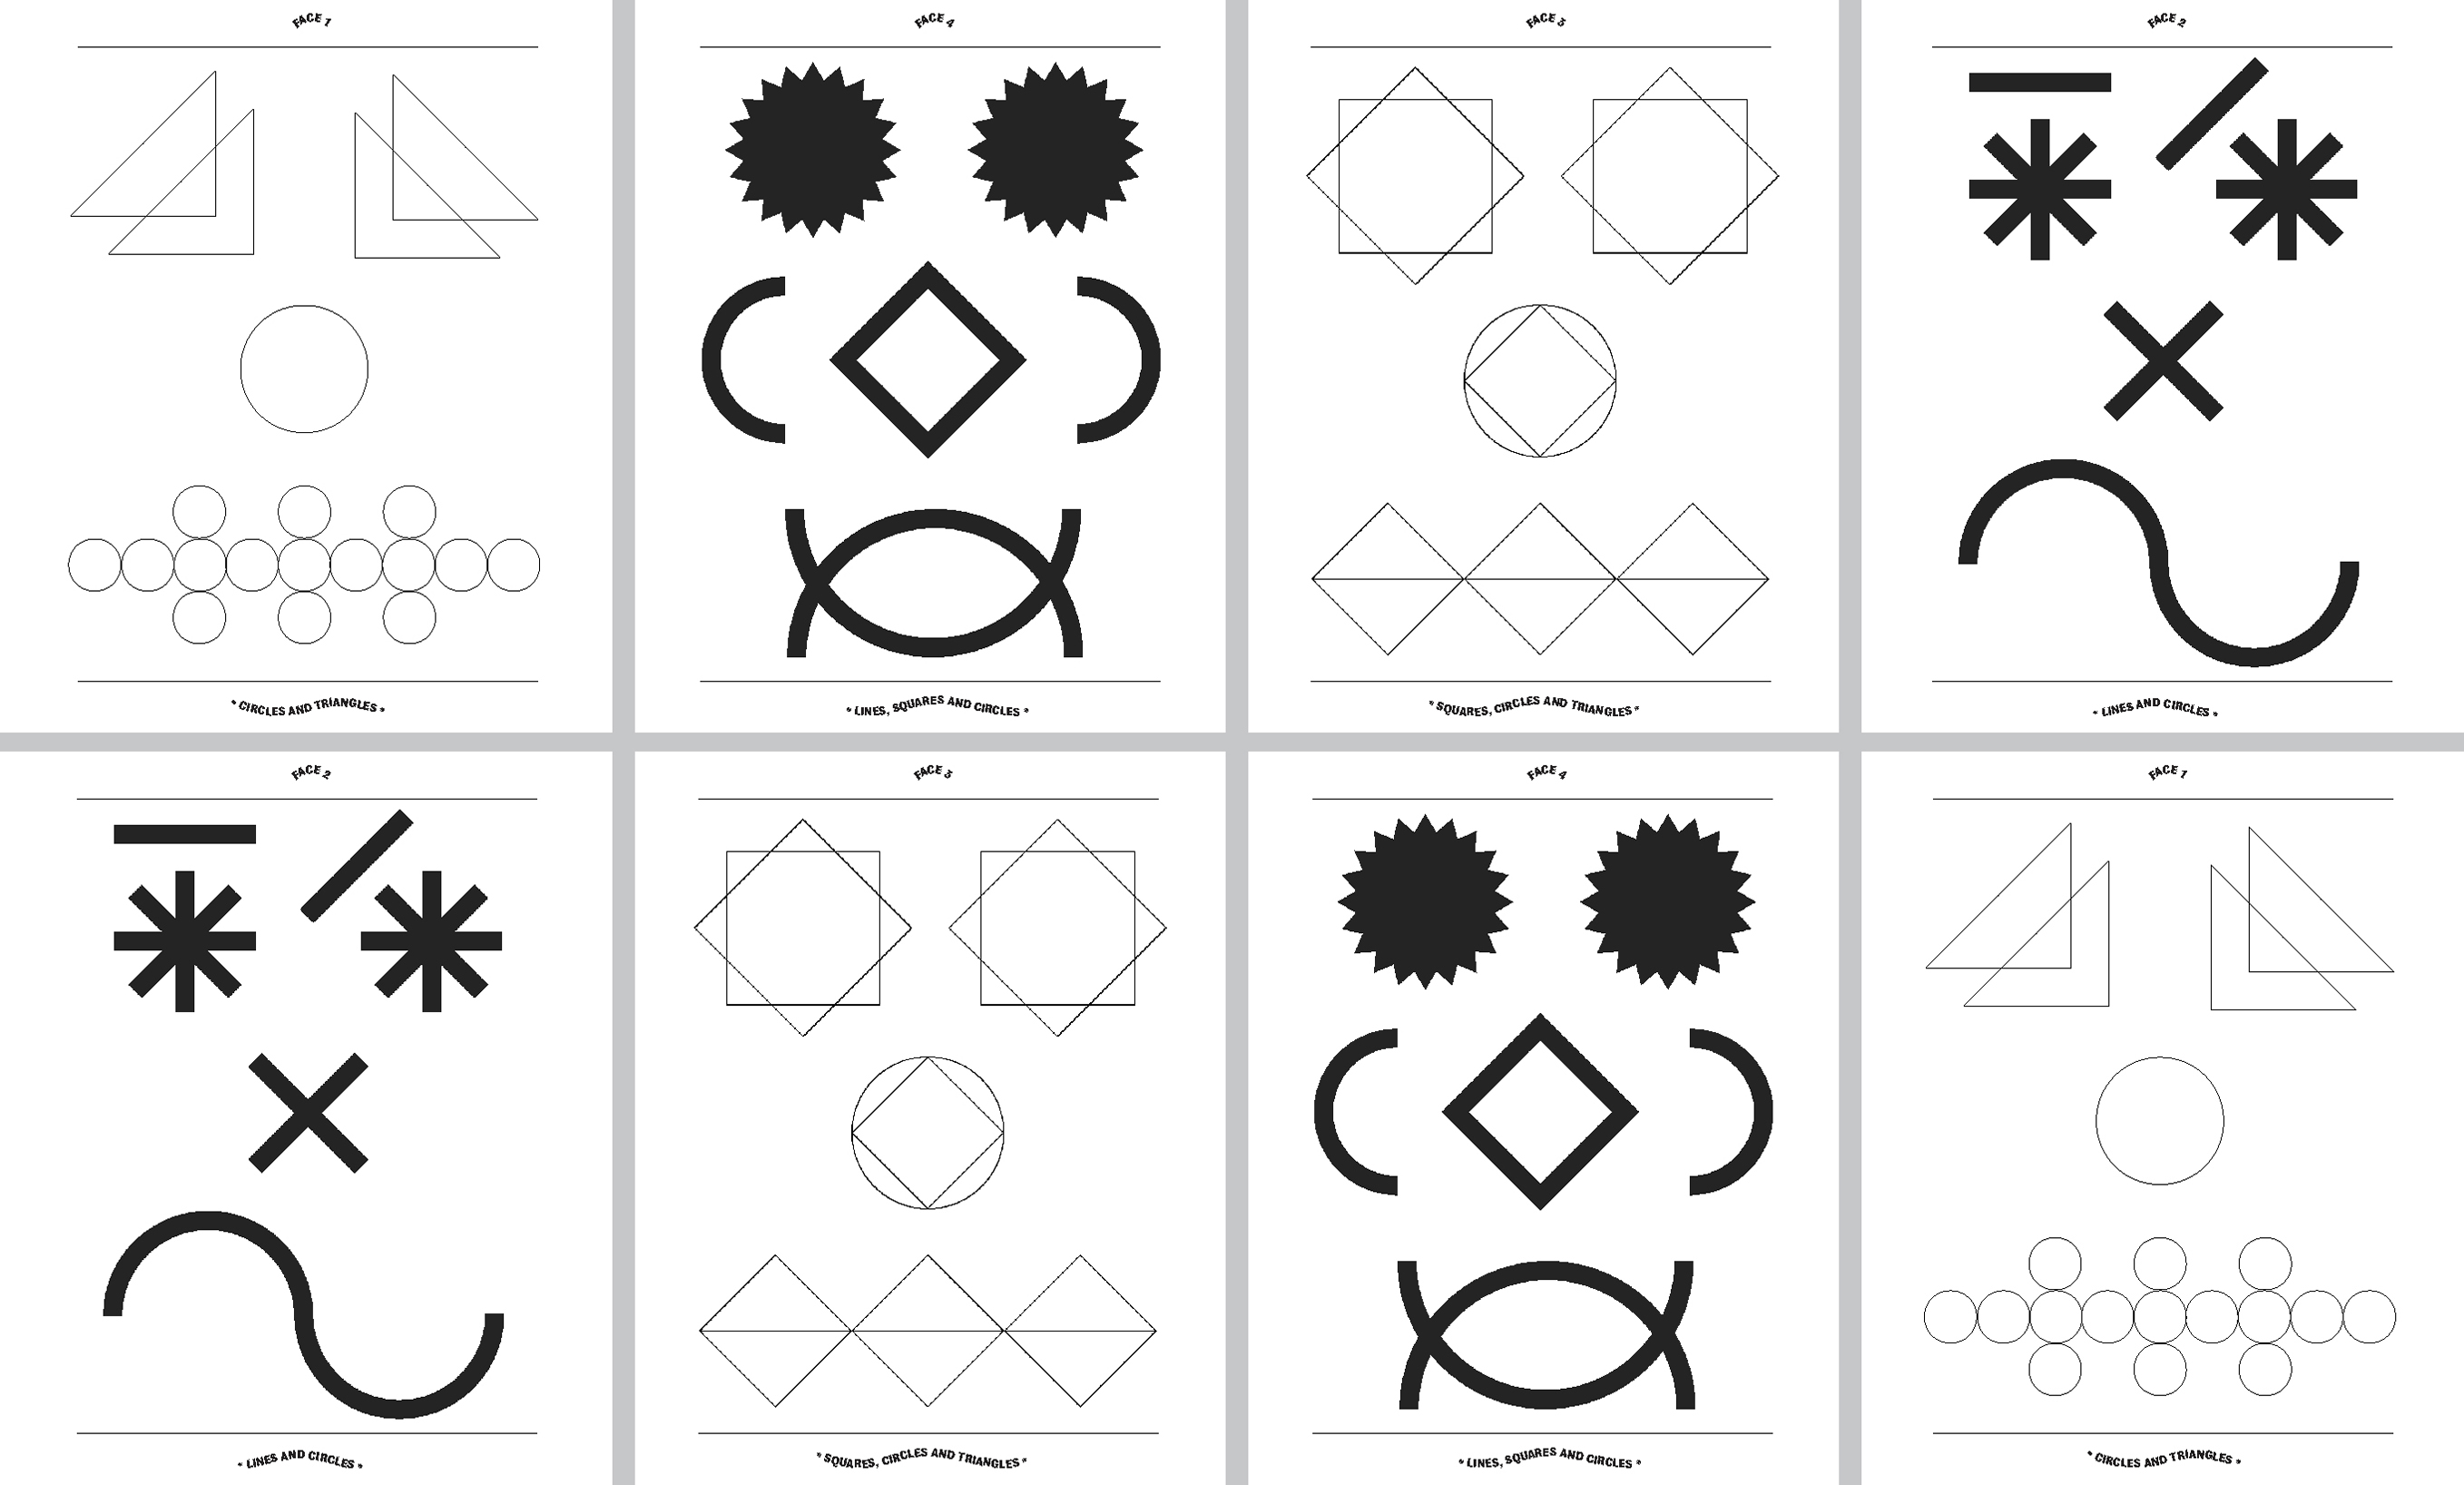 FACE 1
FACE 4
FACE 3
FACE 2
* CIRCLES AND TRIANGLES *
* LINES, SQUARES AND CIRCLES *
* SQUARES, CIRCLES AND TRIANGLES *
* LINES AND CIRCLES *
FACE 2
FACE 3
FACE 4
FACE 1
* LINES AND CIRCLES *
* SQUARES, CIRCLES AND TRIANGLES *
* LINES, SQUARES AND CIRCLES *
* CIRCLES AND TRIANGLES *